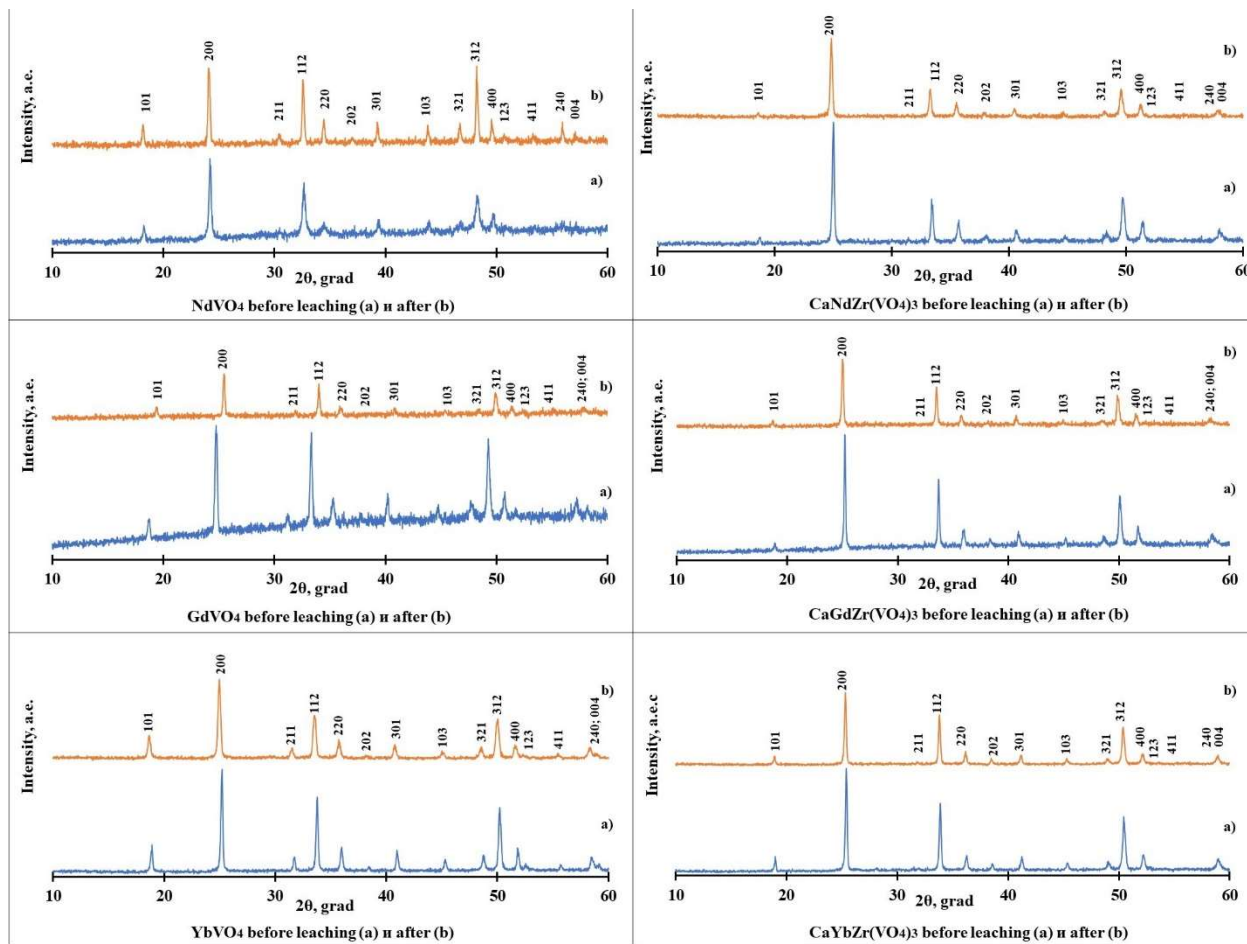 Intensity, a.e.
b)
101
200
211
112
220
202
301
103
321
312
400
123
411
240
004
a)
10 20 30 40 50 60
2θ, grad
NdVO4 before leaching (a) и after (b)
Intensity, a.e.
b)
101
200
211
112
220
202
301
103
321
312
400
123
411
240
004
a)
10 20 30 40 50 60
2θ, grad
CaNdZr(VO4)3 before leaching (a) и after (b)
Intensity, a.e.
b)
101
200
211
112
220
202
301
103
321
312
400
123
411
240; 004
a)
10 20 30 40 50 60
2θ, grad
GdVO4 before leaching (a) и after (b)
Intensity, a.e.
b)
101
200
211
112
220
202
301
103
321
312
400
123
411
240; 004
a)
10 20 30 40 50 60
2θ, grad
CaGdZr(VO4)3 before leaching (a) и after (b)
Intensity, a.e.
b)
101
200
211
112
220
202
301
103
321
312
400
123
411
240; 004
a)
10 20 30 40 50 60
2θ, grad
YbVO4 before leaching (a) и after (b)
Intensity, a.e.c
b)
101
200
211
112
220
202
301
103
321
312
400
123
411
240
004
a)
10 20 30 40 50 60
2θ, grad
CaYbZr(VO4)3 before leaching (a) и after (b)